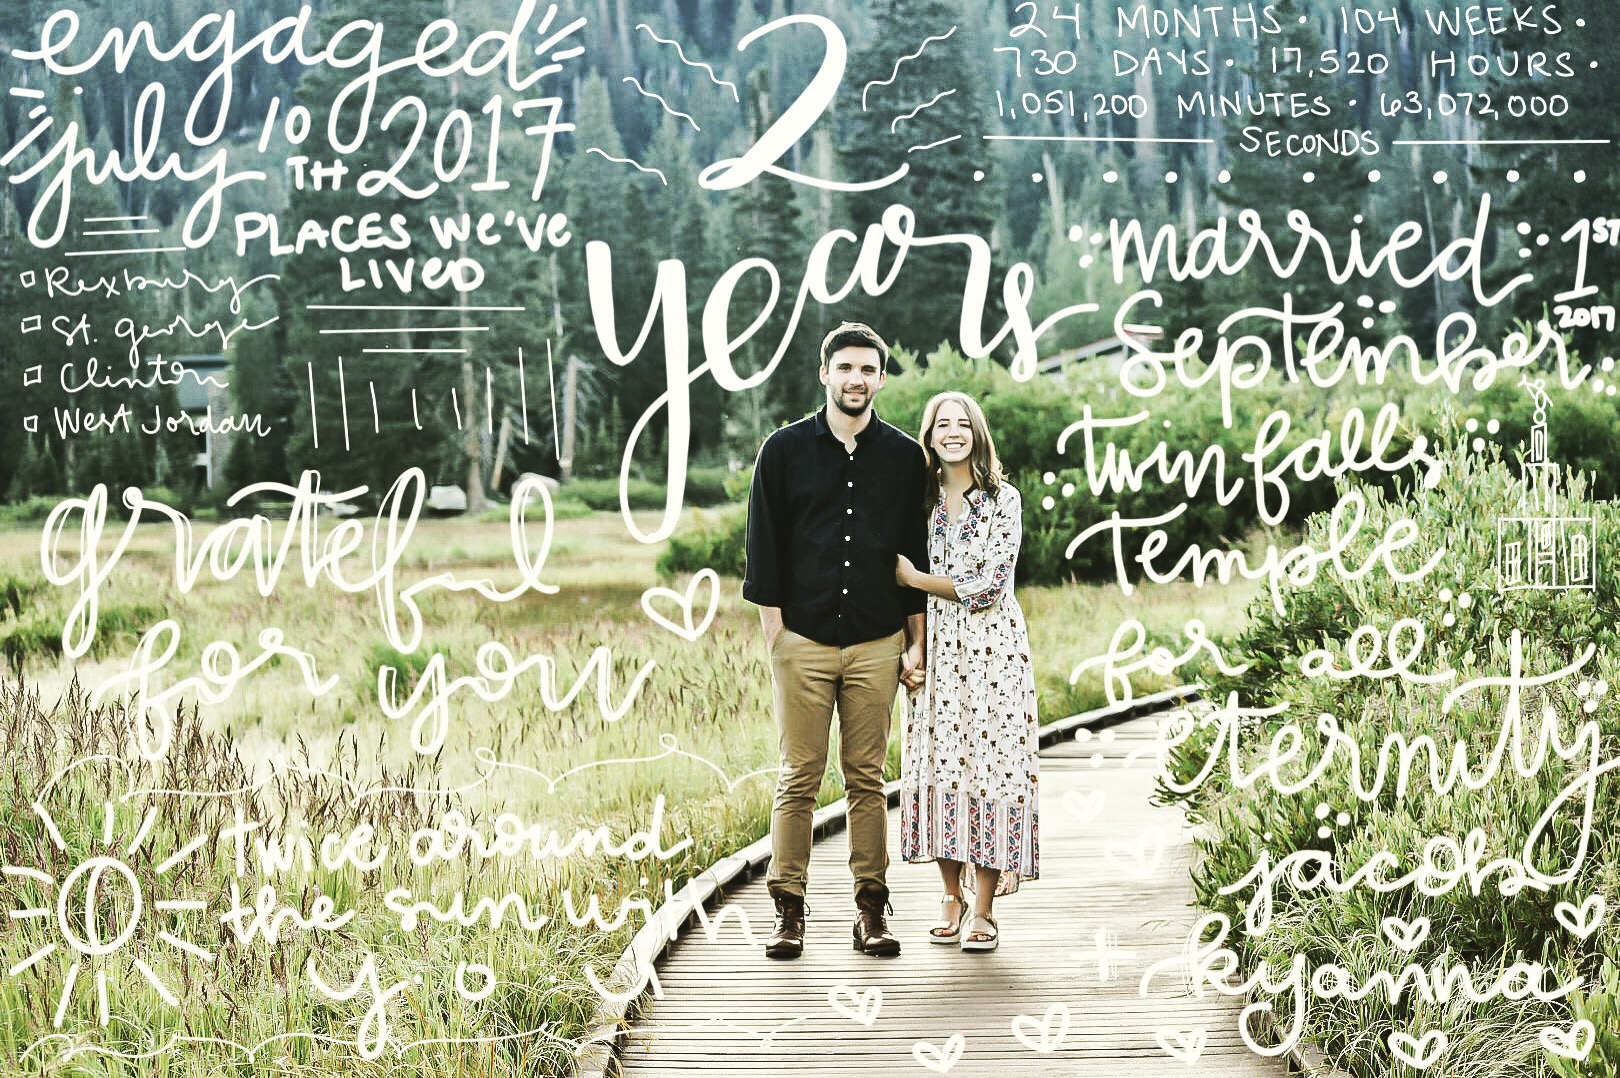 engaged
july 10TH 2017
PLACES WE'VE
LIVED
Rexburg
St. George
Clinton
West Jordan
grateful
for you
twice around
the sun with
y.o.u
2
years
24 MONTHS • 104 WEEKS •
730 DAYS • 17,520 HOURS •
1,051,200 MINUTES • 63,072,000
SECONDS
married 1ST
September 2017
twin falls
temple
for all
eternity
jacob
+ kyanna